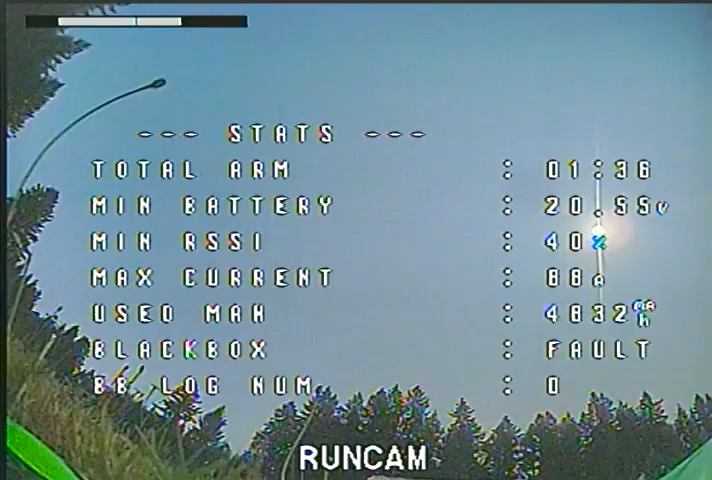 --- STATS ---
TOTAL ARM : 01:36
MIN BATTERY : 20.55V
MIN RSSI : 40%
MAX CURRENT : 88A
USED MAH : 4832MAH
BLACKBOX : FAULT
BB LOG NUM : 0
RUNCAM